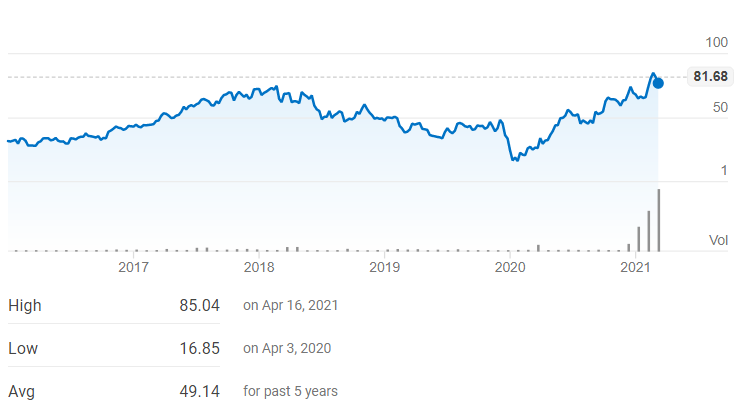 100
81.68
50
1
Vol
2017 2018 2019 2020 2021
High 85.04 on Apr 16, 2021
Low 16.85 on Apr 3, 2020
Avg 49.14 for past 5 years